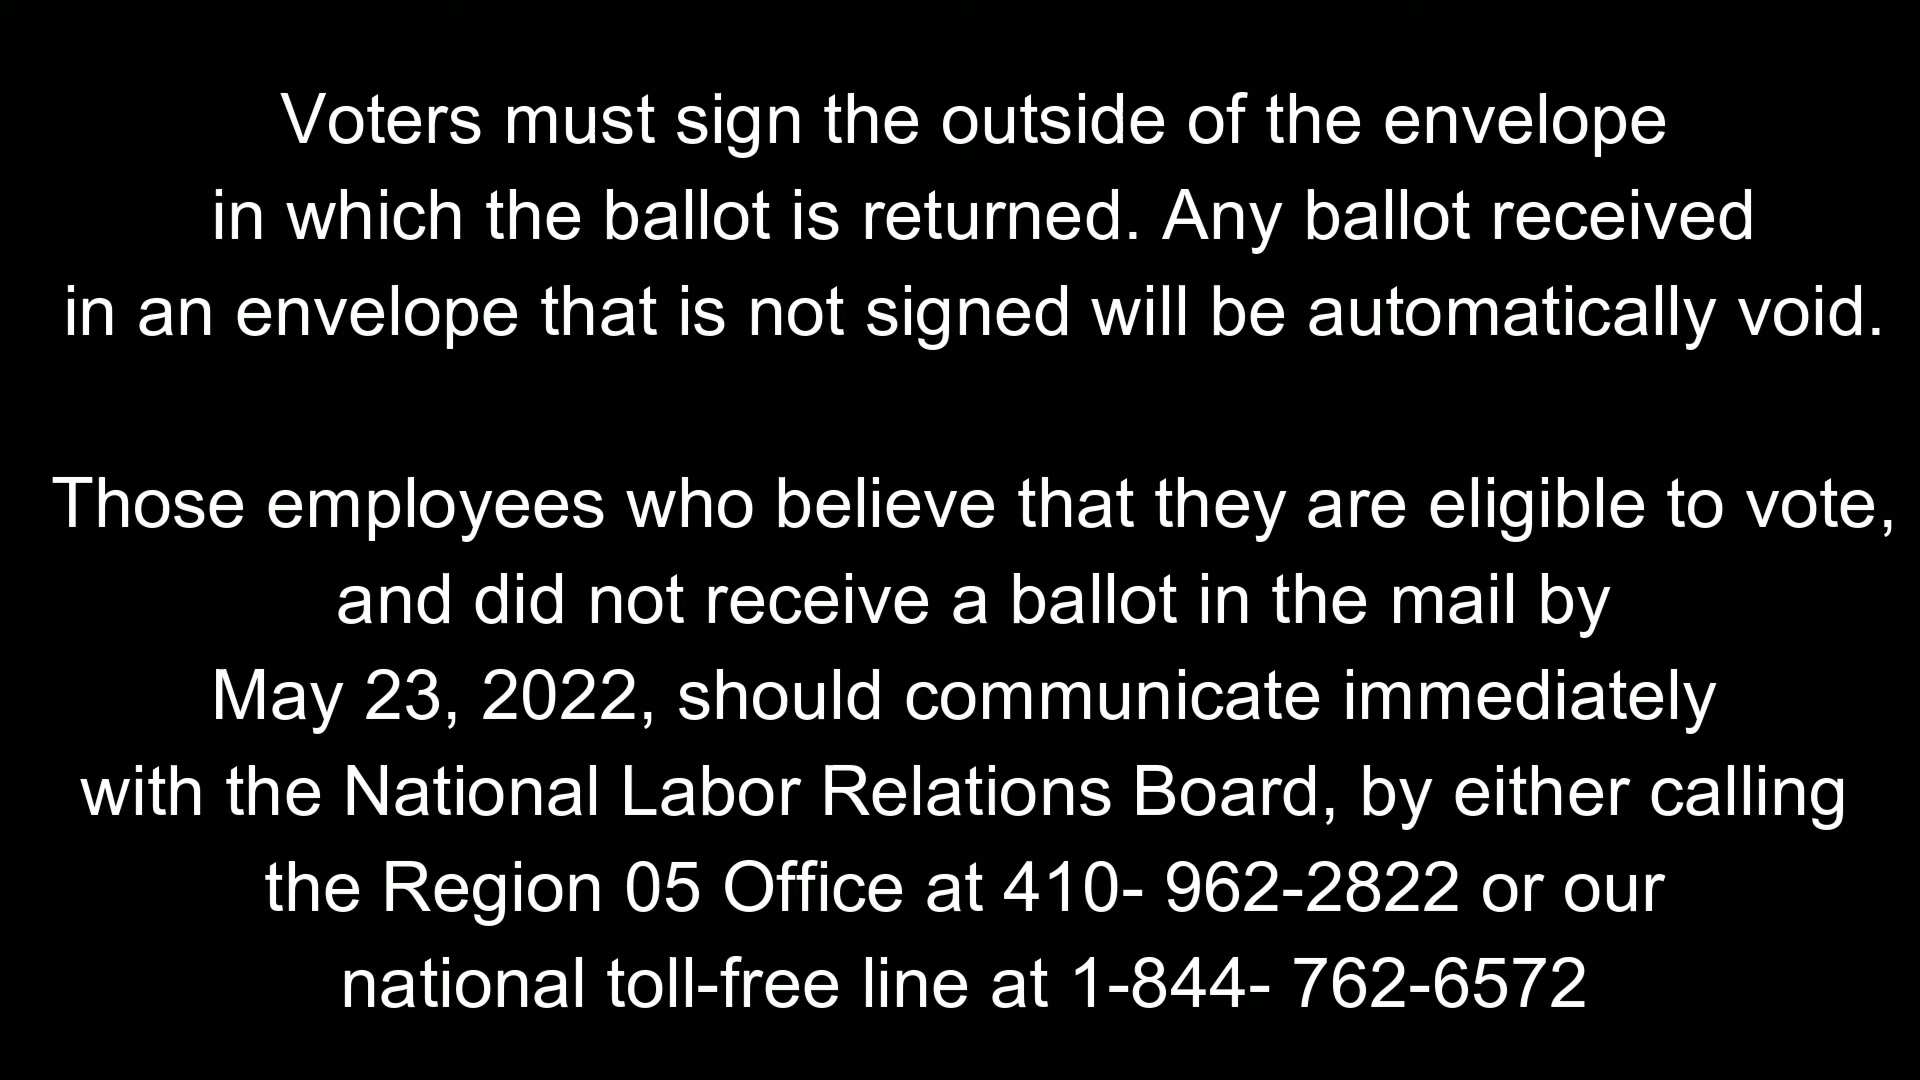 Voters must sign the outside of the envelope
in which the ballot is returned. Any ballot received
in an envelope that is not signed will be automatically void.
Those employees who believe that they are eligible to vote,
and did not receive a ballot in the mail by
May 23, 2022, should communicate immediately
with the National Labor Relations Board, by either calling
the Region 05 Office at 410- 962-2822 or our
national toll-free line at 1-844- 762-6572